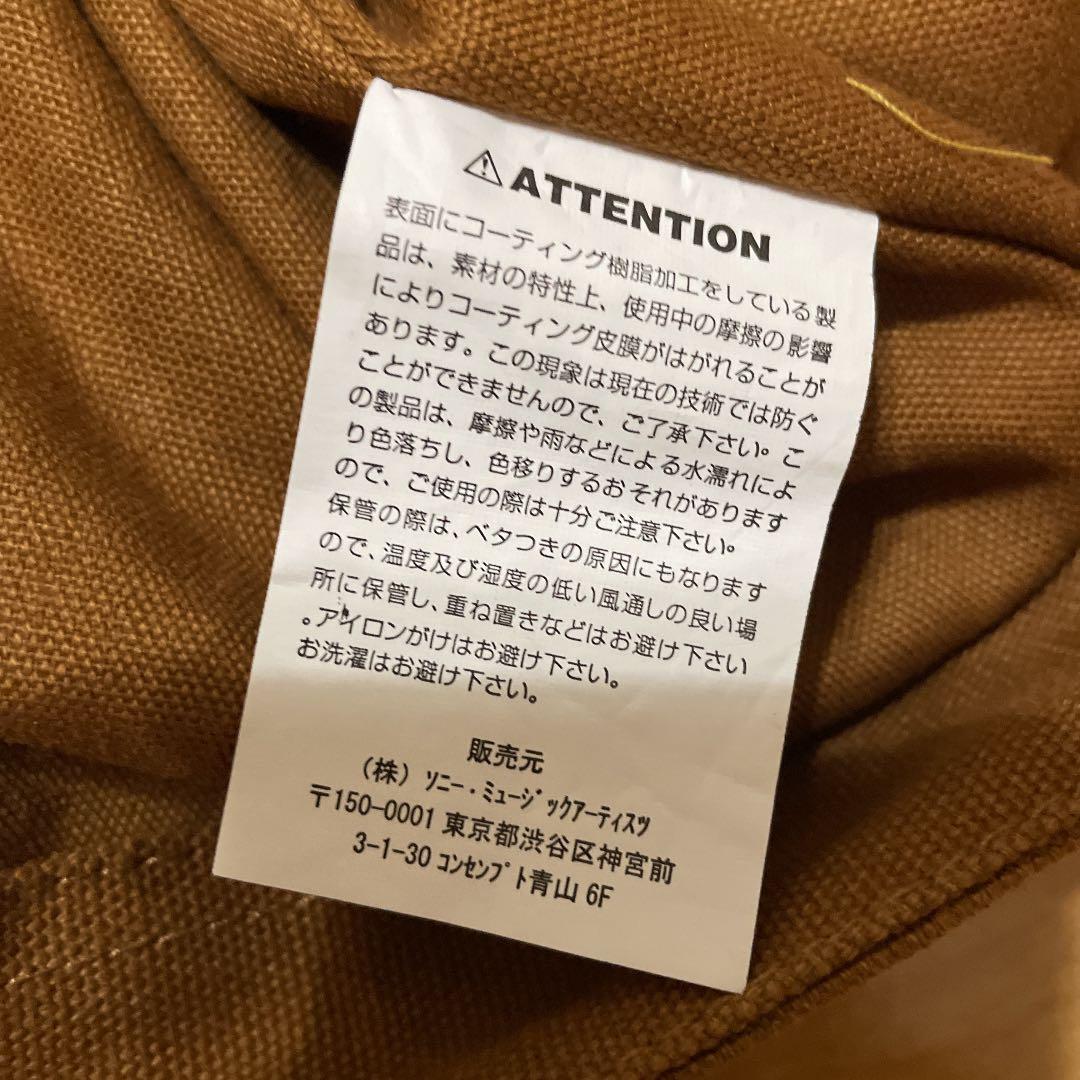 ⚠ATTENTION
表面にコーティング樹脂加工をしている製
品は、素材の特性上、使用中の摩擦の影響
によりコーティング皮膜がはがれることが
あります。この現象は現在の技術では防ぐ
ことができませんので、ご了承下さい。こ
の製品は、摩擦や雨などによる水濡れによ
り色落ちし、色移りするおそれがあります
ので、ご使用の際は十分ご注意下さい。
保管の際は、ベタつきの原因にもなります
ので、温度及び湿度の低い風通しの良い場
所に保管し、重ね置きなどはお避け下さい
。アイロンがけはお避け下さい。
お洗濯はお避け下さい。
販売元
（株）ｿﾆｰ・ﾐｭｰｼﾞｯｸｱｰﾃｨｽﾂ
〒150-0001 東京都渋谷区神宮前
3-1-30 ｺﾝｾﾝﾌﾟﾄ青山 6F